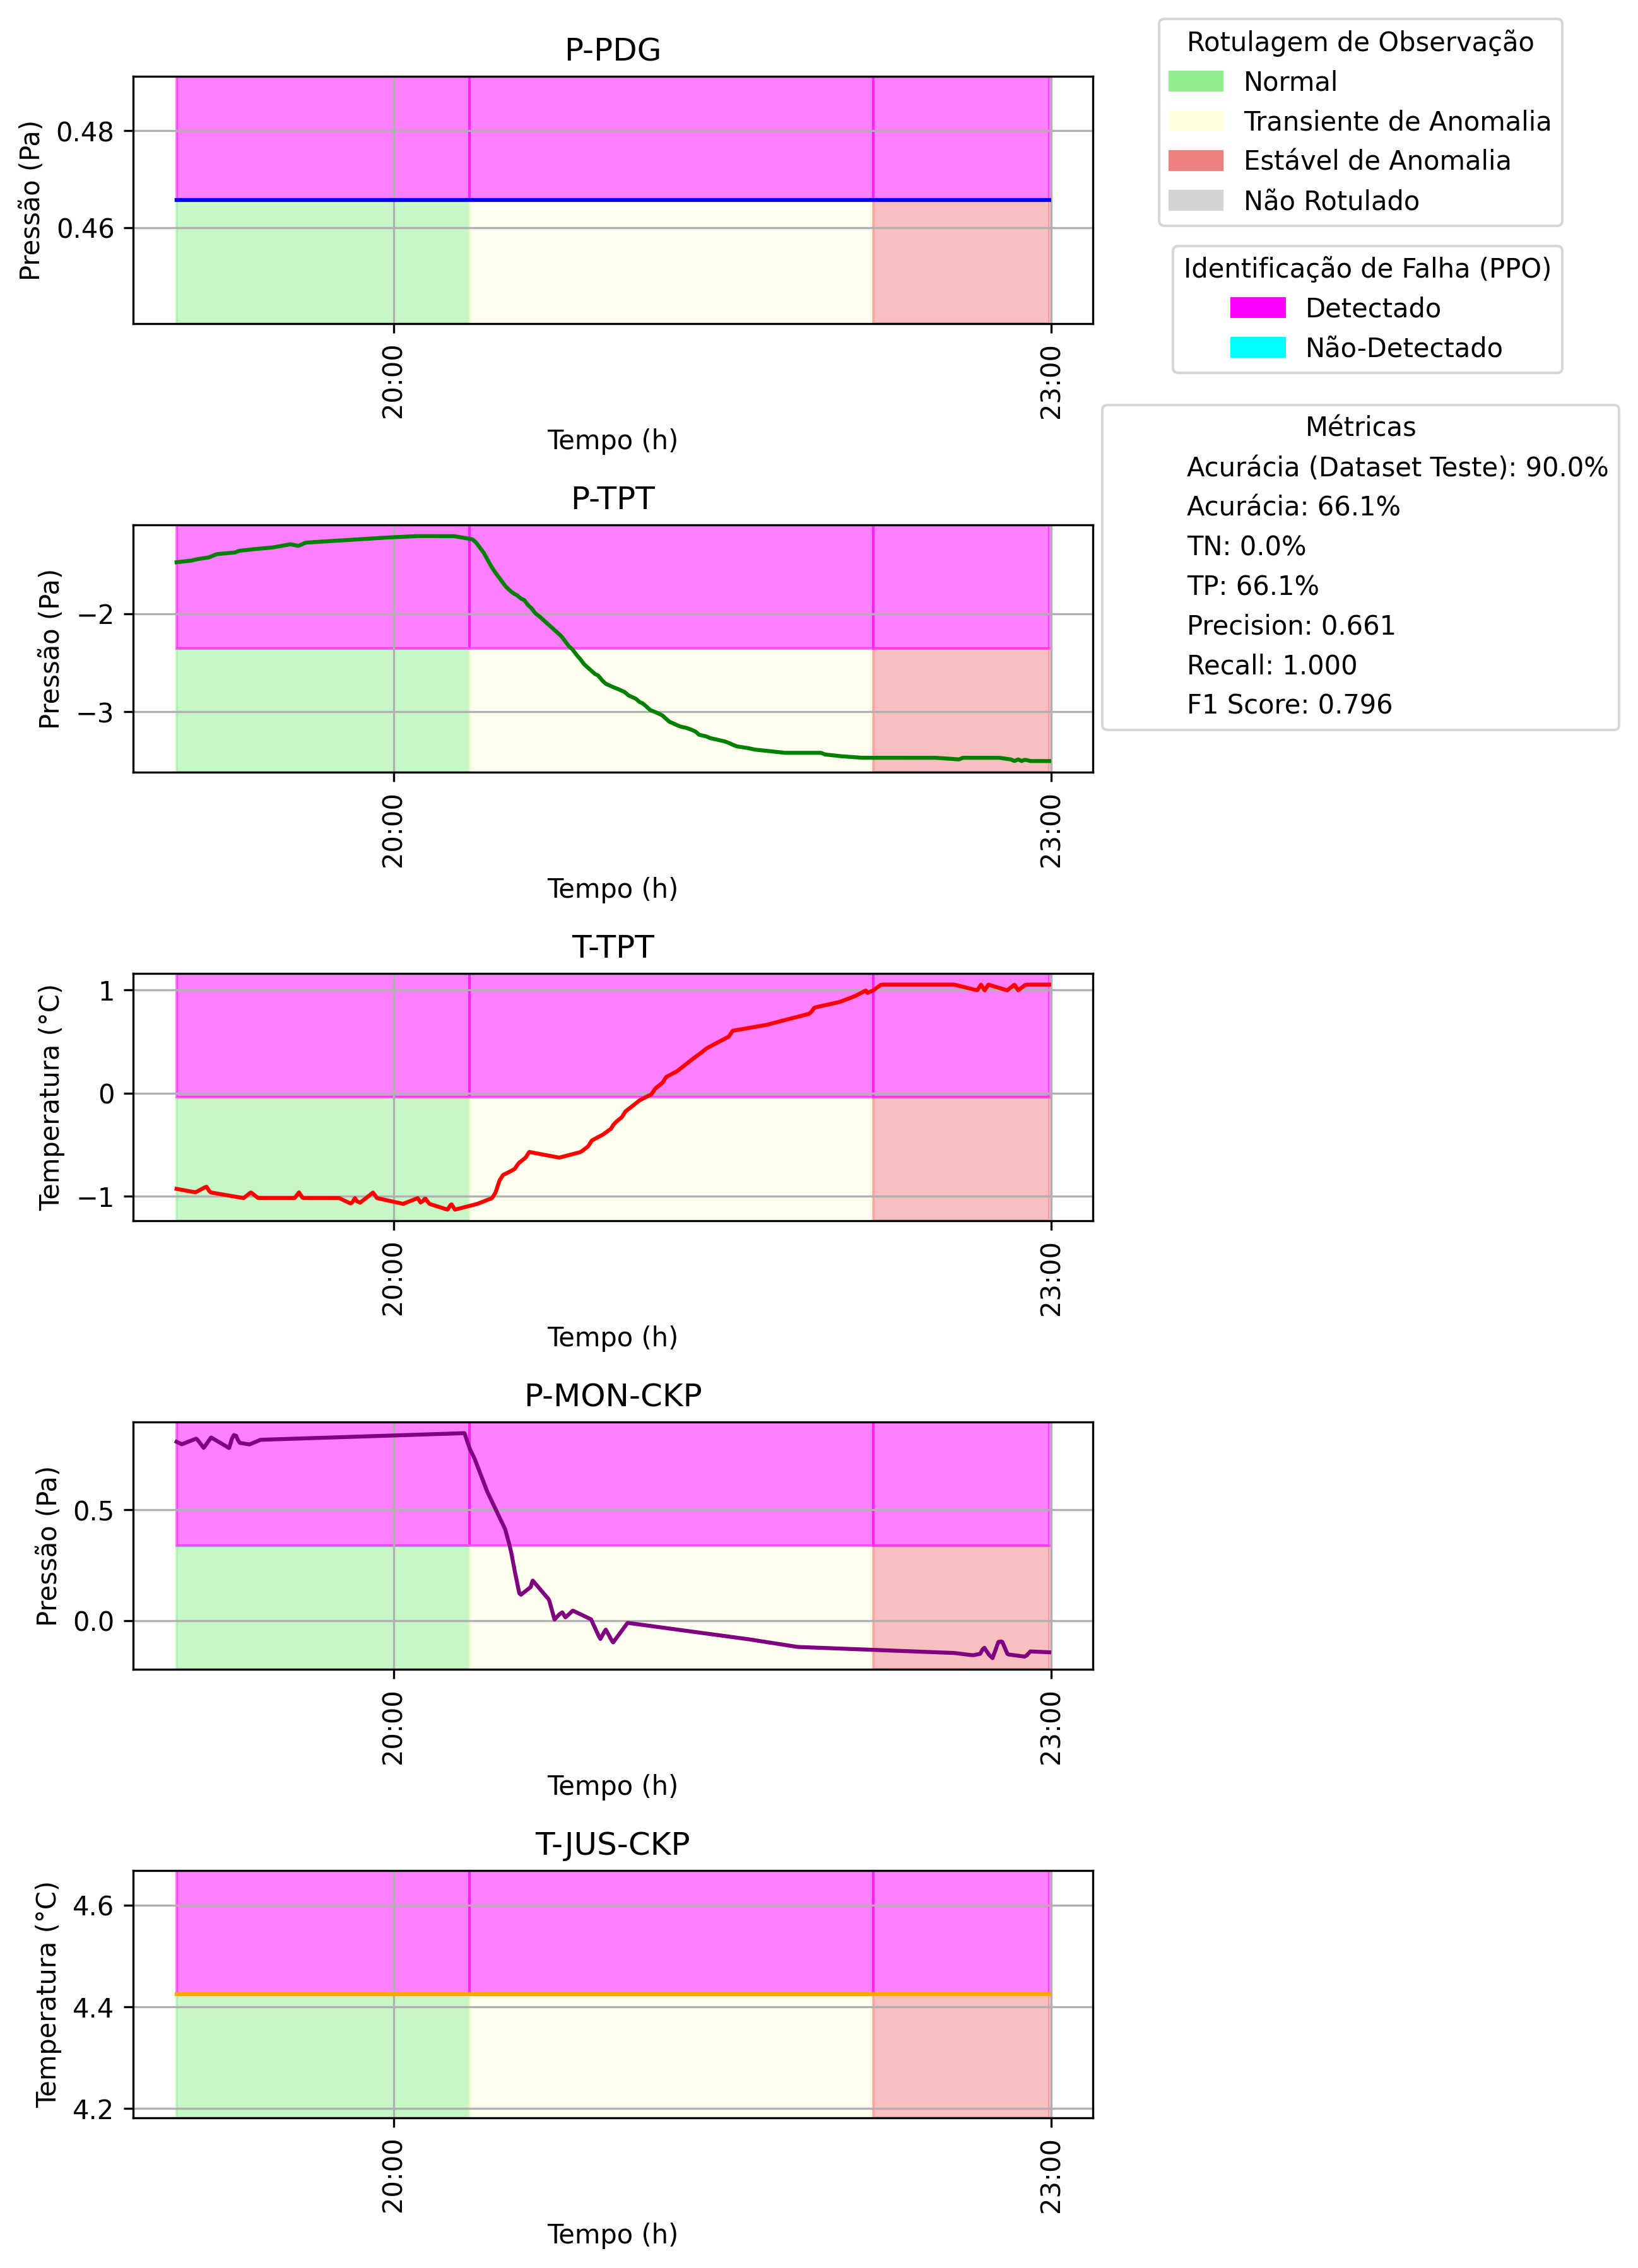 P-PDG
Pressão (Pa)
0.48
0.46
20:00
23:00
Tempo (h)
P-TPT
Pressão (Pa)
−2
−3
20:00
23:00
Tempo (h)
T-TPT
Temperatura (°C)
1
0
−1
20:00
23:00
Tempo (h)
P-MON-CKP
Pressão (Pa)
0.5
0.0
20:00
23:00
Tempo (h)
T-JUS-CKP
Temperatura (°C)
4.6
4.4
4.2
20:00
23:00
Tempo (h)
Rotulagem de Observação
Normal
Transiente de Anomalia
Estável de Anomalia
Não Rotulado
Identificação de Falha (PPO)
Detectado
Não-Detectado
Métricas
Acurácia (Dataset Teste): 90.0%
Acurácia: 66.1%
TN: 0.0%
TP: 66.1%
Precision: 0.661
Recall: 1.000
F1 Score: 0.796